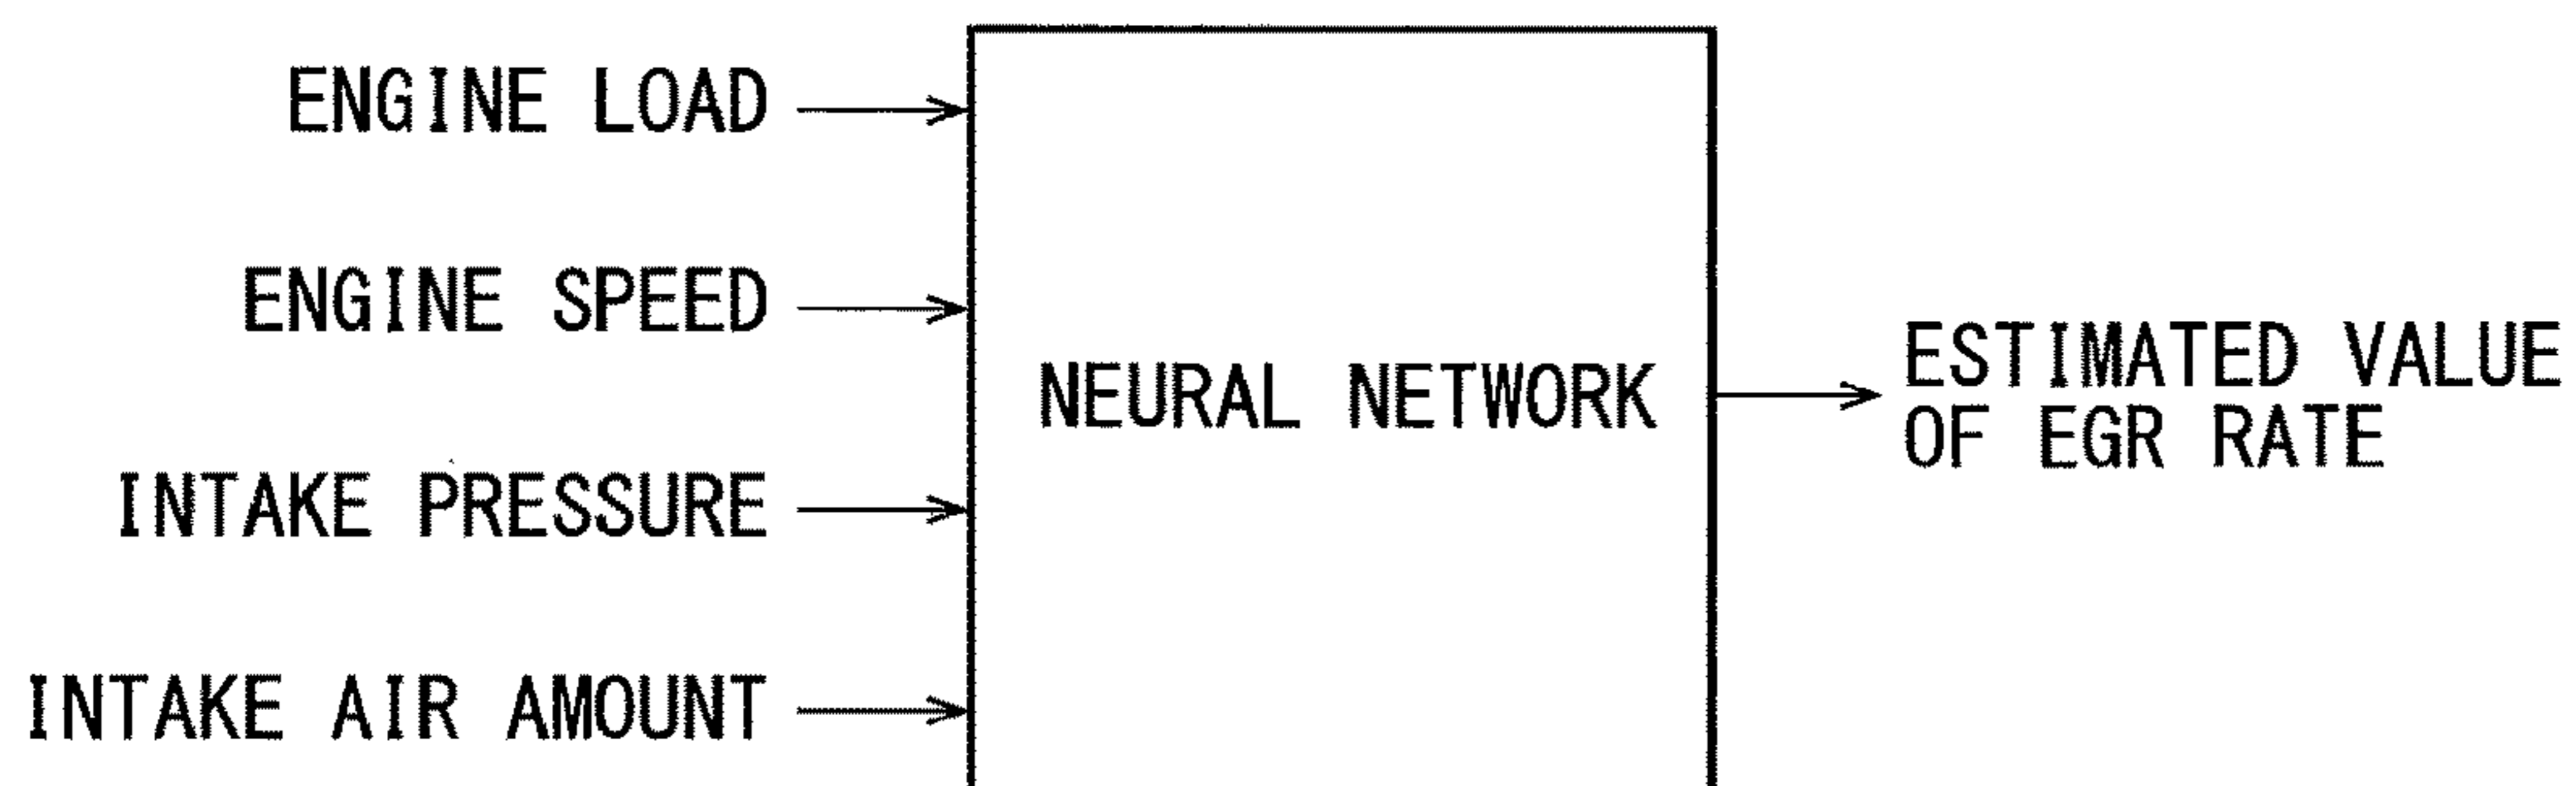 ENGINE LOAD
ENGINE SPEED
INTAKE PRESSURE
INTAKE AIR AMOUNT
NEURAL NETWORK
ESTIMATED VALUE
OF EGR RATE